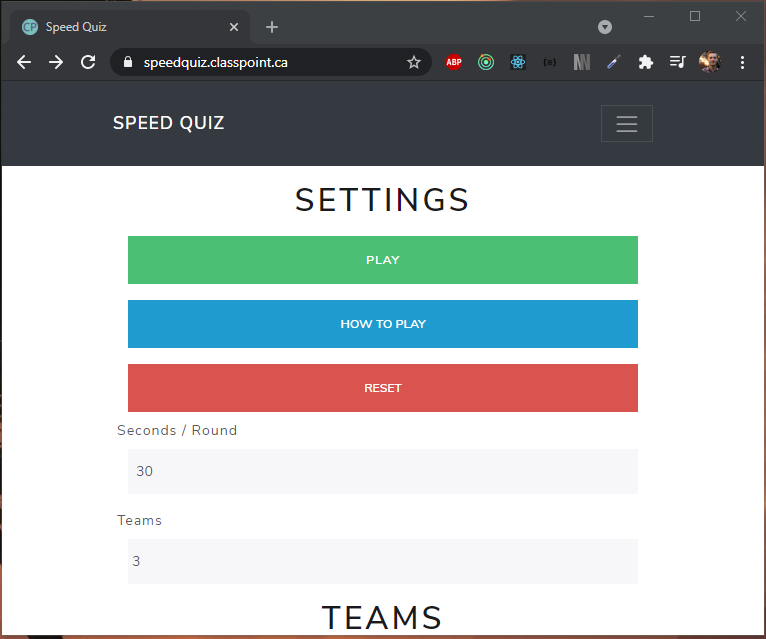 CP Speed Quiz
speedquiz.classpoint.ca ABP
SPEED QUIZ
SETTINGS
PLAY
HOW TO PLAY
RESET
Seconds / Round
30
Teams
3
TEAMS